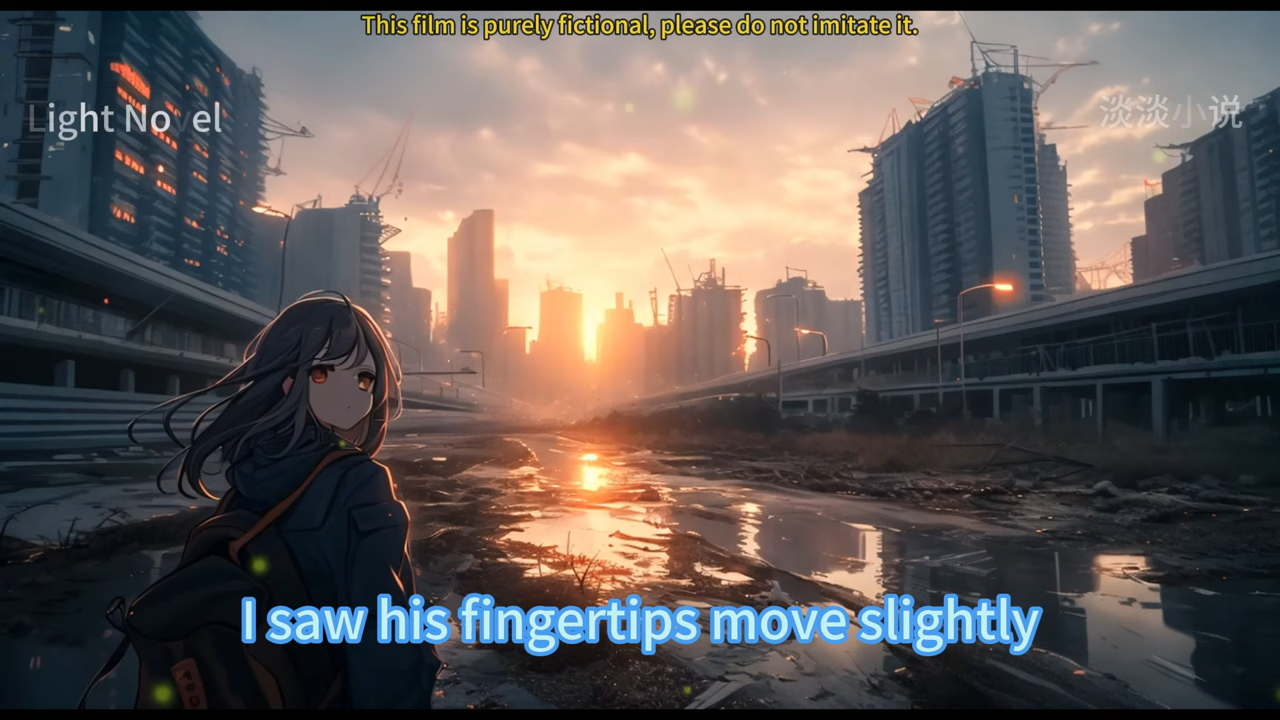 This film is purely fictional, please do not imitate it.
Light Novel
淡淡小说
I saw his fingertips move slightly